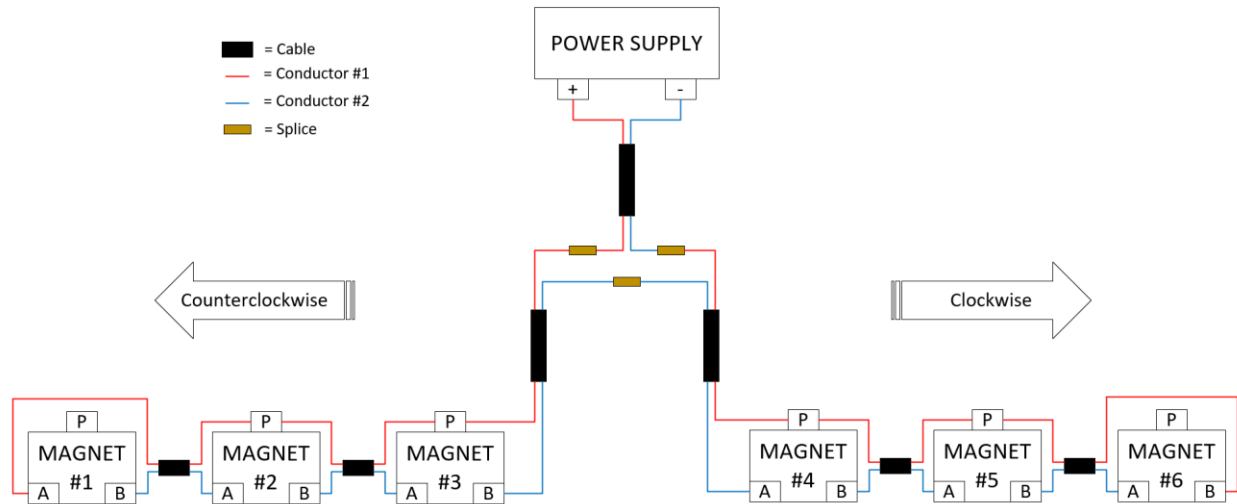 POWER SUPPLY
+ -
= Cable
= Conductor #1
= Conductor #2
= Splice
Counterclockwise
Clockwise
P
MAGNET
#1
A B
P
MAGNET
#2
A B
P
MAGNET
#3
A B
P
MAGNET
#4
A B
P
MAGNET
#5
A B
P
MAGNET
#6
A B